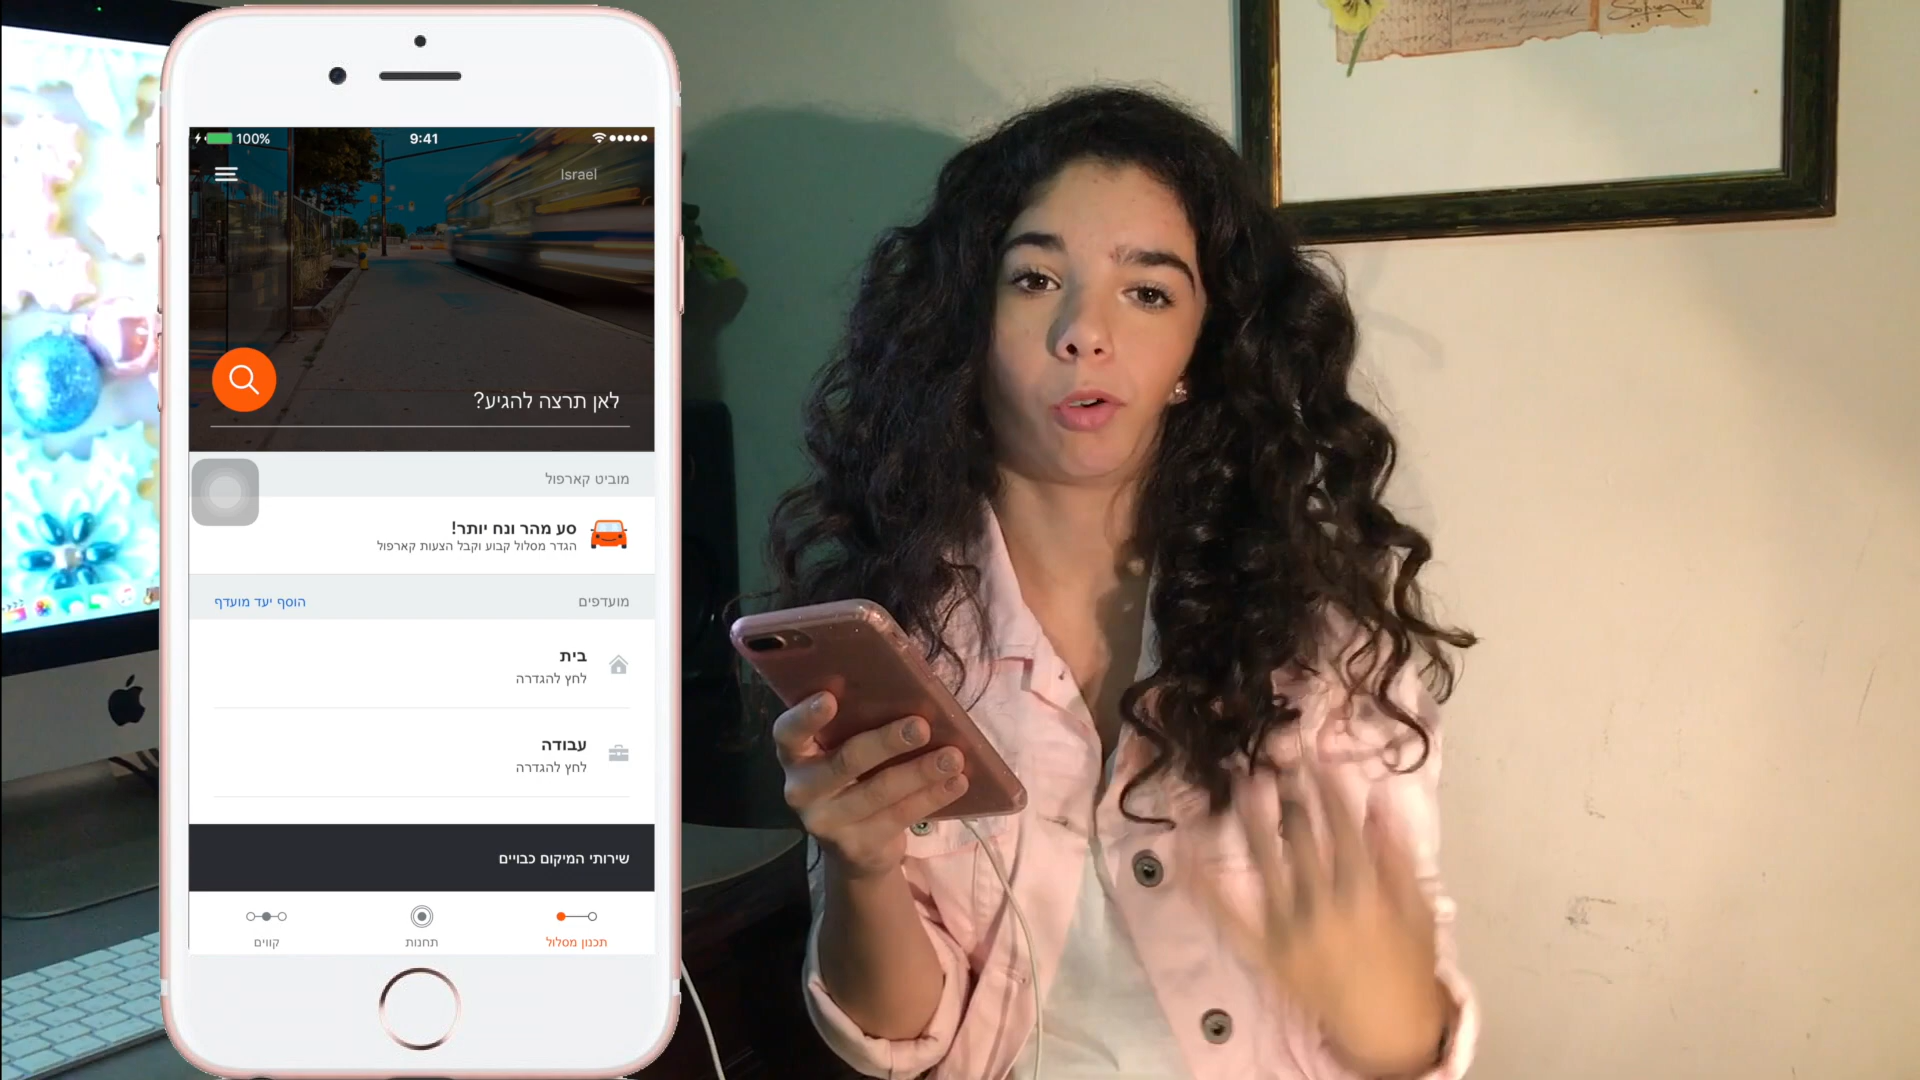 100%
9:41
Israel
לאן תרצה להגיע?
מוביט קארפול
סע מהר ונח יותר!
הגדר מסלול קבוע וקבל הצעות קארפול
מועדפים
הוסף יעד מועדף
בית
לחץ להגדרה
עבודה
לחץ להגדרה
שירותי המיקום כבויים
תכנון מסלול
תחנות
קווים